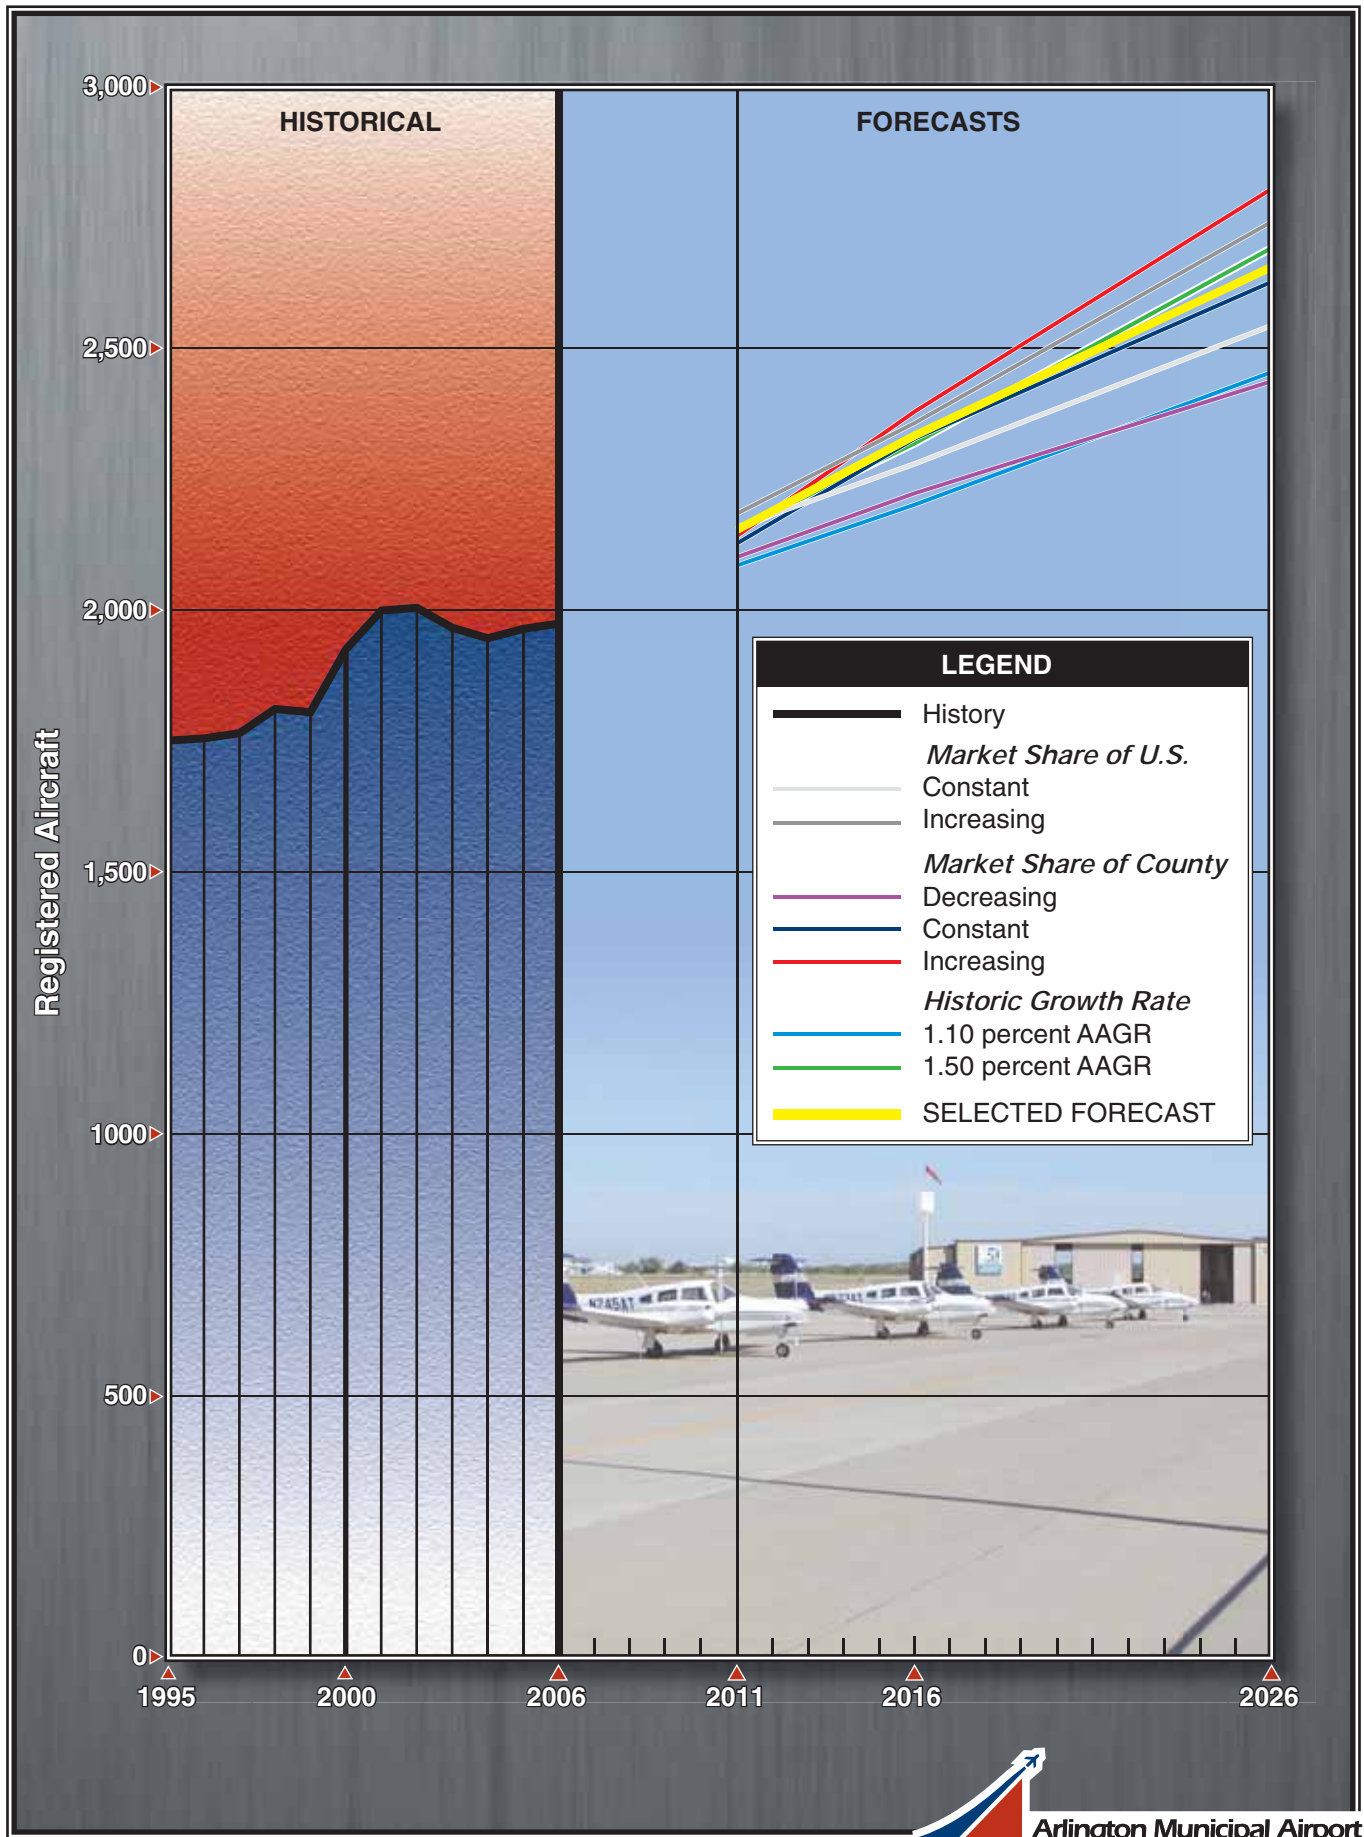 3,000
HISTORICAL
FORECASTS
2,500
2,000
1,500
1000
500
0
Registered Aircraft
LEGEND
History
Market Share of U.S.
Constant
Increasing
Market Share of County
Decreasing
Constant
Increasing
Historic Growth Rate
1.10 percent AAGR
1.50 percent AAGR
SELECTED FORECAST
N245AT
1995
2000
2006
2011
2016
2026
Arlington Municipal Airport